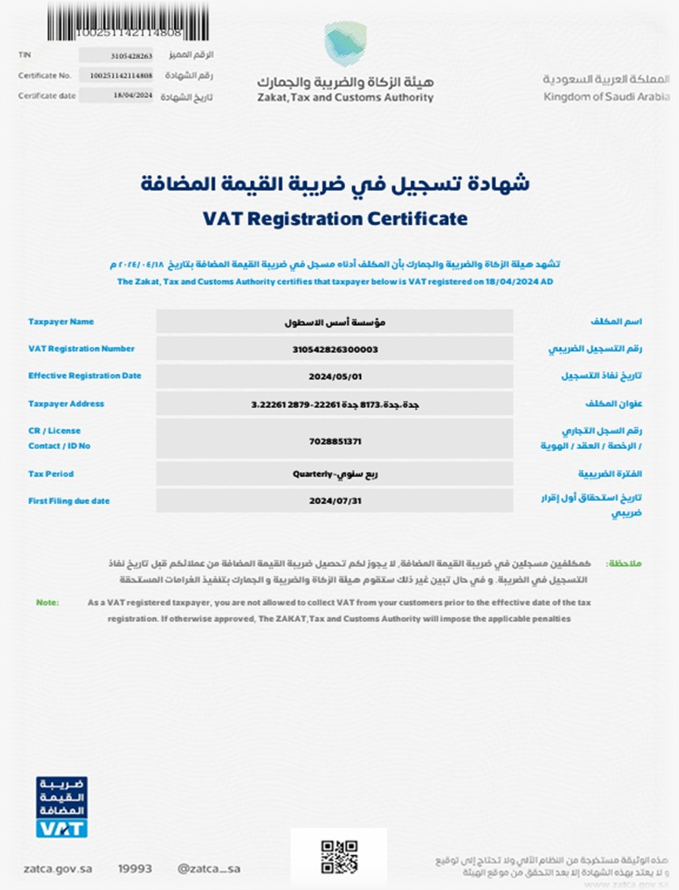 100251142114808
TIN 3105428263 الرقم المميز
Certificate No. 100251142114808 رقم الشهادة
Certificate date 18/04/2024 تاريخ الشهادة
هيئة الزكاة والضريبة والجمارك
Zakat, Tax and Customs Authority
المملكة العربية السعودية
Kingdom of Saudi Arabia
شهادة تسجيل في ضريبة القيمة المضافة
VAT Registration Certificate
تشهد هيئة الزكاة والضريبة والجمارك بأن المكلف أدناه مسجل في ضريبة القيمة المضافة بتاريخ ٢٠٢٤/٠٤/١٨ م
The Zakat, Tax and Customs Authority certifies that taxpayer below is VAT registered on 18/04/2024 AD
Taxpayer Name مؤسسة أسس الاسطول اسم المكلف
VAT Registration Number 310542826300003 رقم التسجيل الضريبي
Effective Registration Date 2024/05/01 تاريخ نفاذ التسجيل
Taxpayer Address جدة،جدة،8173 جدة 22261-2879 3.22261 عنوان المكلف
CR / License رقم السجل التجاري
7028851371
Contact / ID No / الرخصة / العقد / الهوية
Tax Period ربع سنوي-Quarterly الفترة الضريبية
First Filing due date 2024/07/31 تاريخ استحقاق أول إقرار
ضريبي
ملاحظة: كمكلفين مسجلين في ضريبة القيمة المضافة، لا يجوز لكم تحصيل ضريبة القيمة المضافة من عملائكم قبل تاريخ نفاذ
التسجيل في الضريبة. و في حال تبين غير ذلك ستقوم هيئة الزكاة والضريبة و الجمارك بتنفيذ الغرامات المستحقة
Note: As a VAT registered taxpayer, you are not allowed to collect VAT from your customers prior to the effective date of the tax
registration. If otherwise approved, The ZAKAT,Tax and Customs Authority will impose the applicable penalties
ضريبة
القيمة
المضافة
VAT
zatca.gov.sa 19993 @zatca_sa
هذه الوثيقة مستخرجة من النظام الآلي ولا تحتاج إلى توقيع
و لا يعتد بهذه الشهادة إلا بعد التحقق من موقع الهيئة